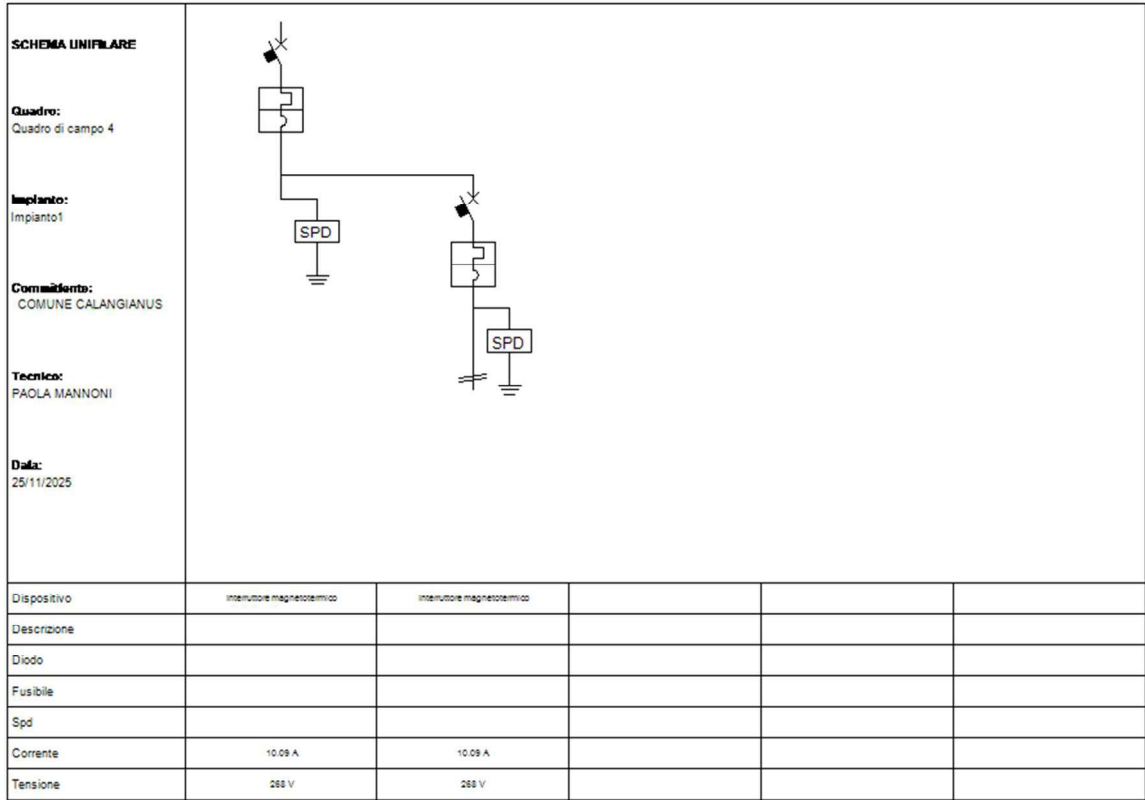 SCHEMA UNIFILARE
Quadro:
Quadro di campo 4
Impianto:
Impianto1
Committente:
COMUNE CALANGIANUS
Tecnico:
PAOLA MANNONI
Data:
25/11/2025
SPD
SPD
Dispositivo interruttore magnetotermico interruttore magnetotermico
Descrizione
Diodo
Fusibile
Spd
Corrente 10.09 A 10.09 A
Tensione 268 V 268 V